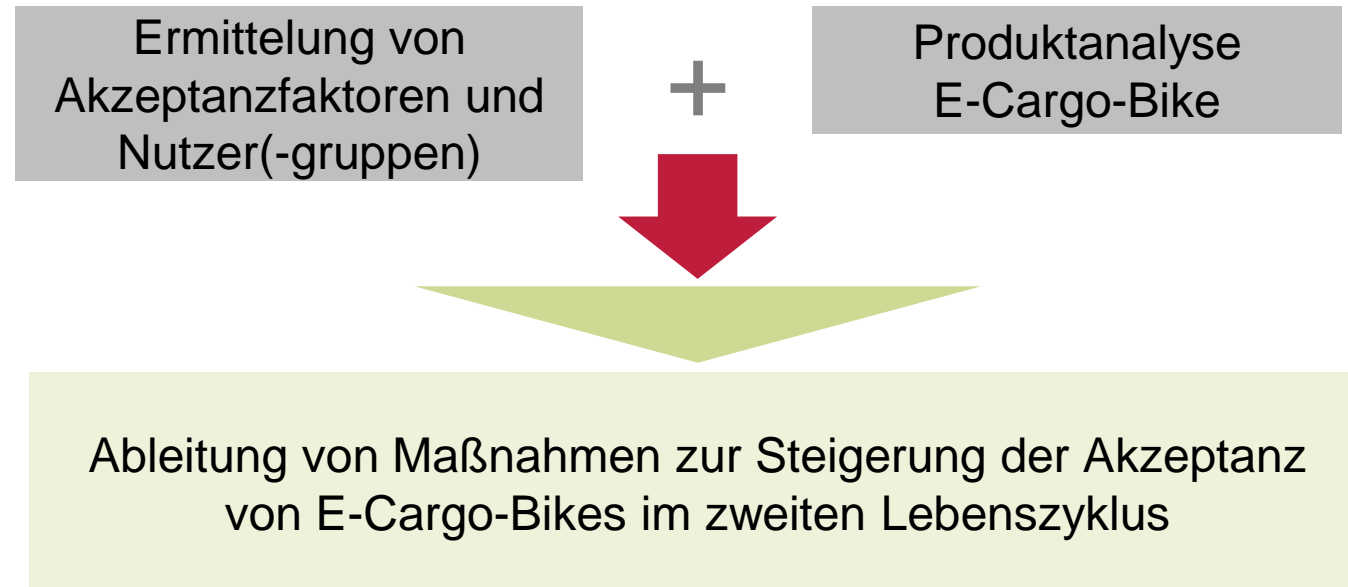 Ermittelung von
Akzeptanzfaktoren und
Nutzer(-gruppen)
+
Produktanalyse
E-Cargo-Bike
Ableitung von Maßnahmen zur Steigerung der Akzeptanz
von E-Cargo-Bikes im zweiten Lebenszyklus